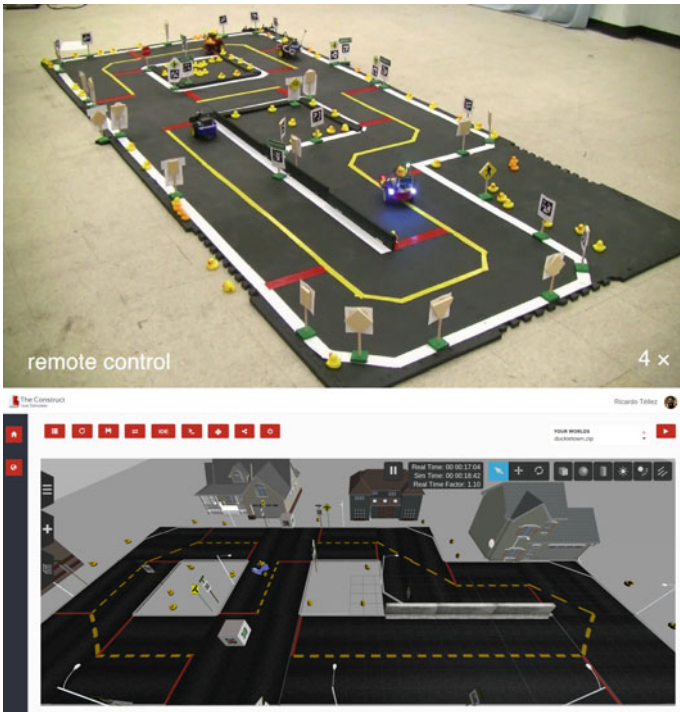 remote control
4 ×
The Construct
Ricardo Téllez
IDE
YOUR WORLDS
duckietown.zip
Real Time: 00 00:17:04
Sim Time: 00 00:18:42
Real Time Factor: 1.10